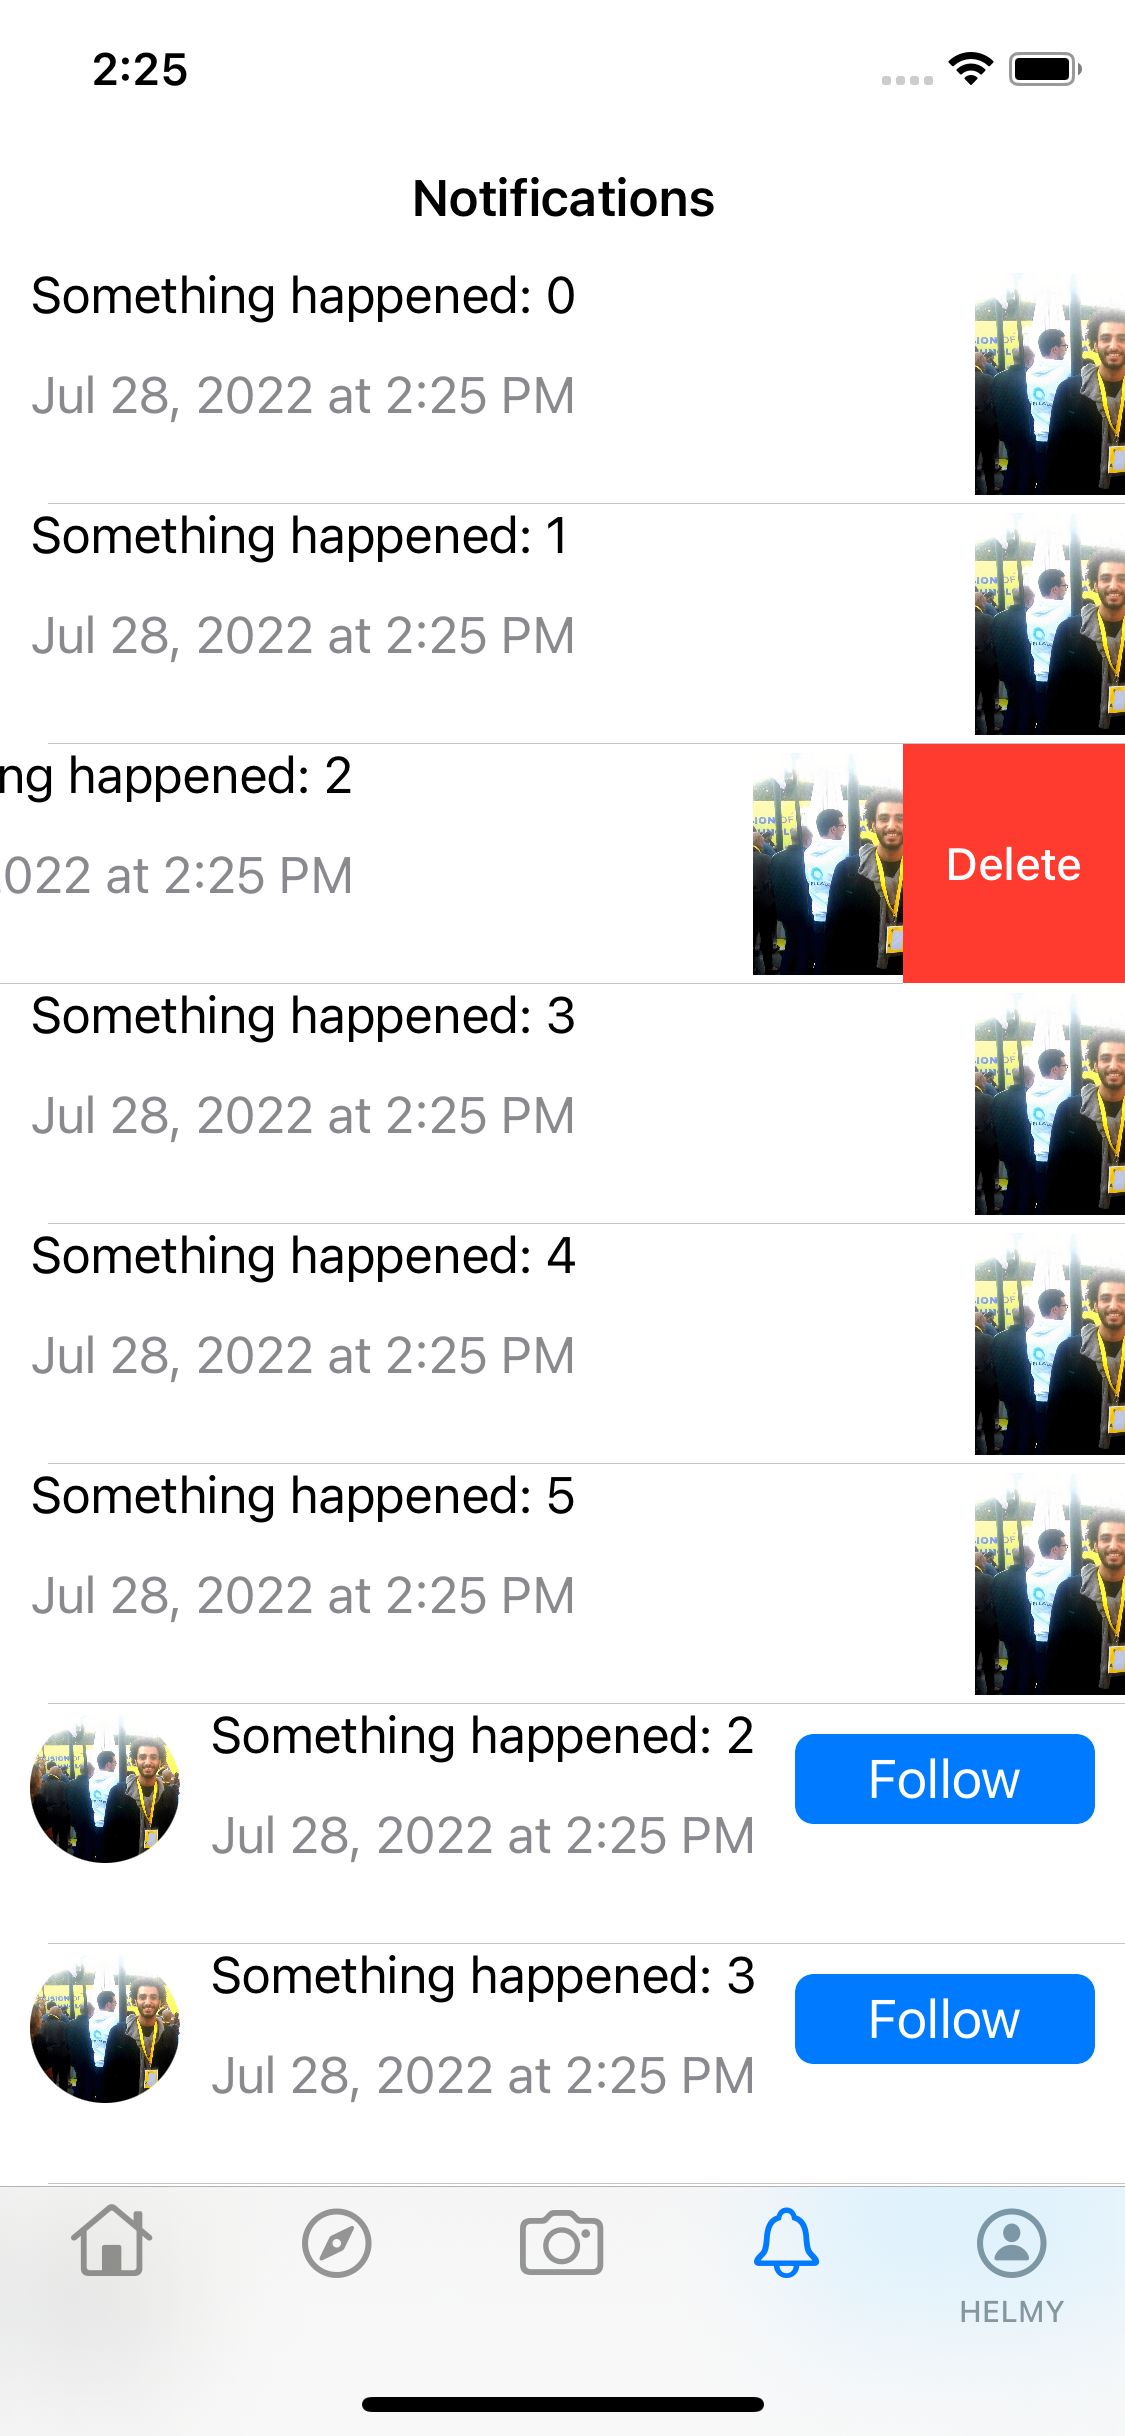 2:25
Notifications
Something happened: 0
Jul 28, 2022 at 2:25 PM
Something happened: 1
Jul 28, 2022 at 2:25 PM
ng happened: 2
2022 at 2:25 PM
Delete
Something happened: 3
Jul 28, 2022 at 2:25 PM
Something happened: 4
Jul 28, 2022 at 2:25 PM
Something happened: 5
Jul 28, 2022 at 2:25 PM
Something happened: 2
Jul 28, 2022 at 2:25 PM
Follow
Something happened: 3
Jul 28, 2022 at 2:25 PM
Follow
HELMY